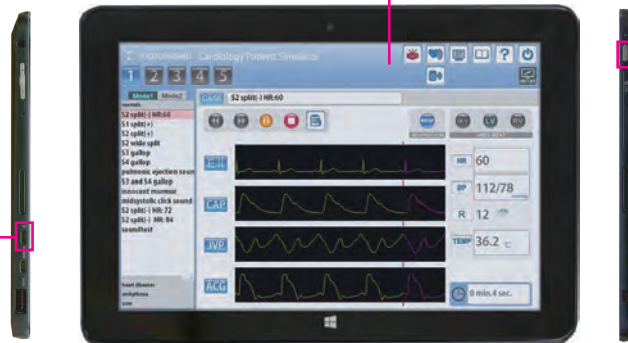 Cardiology Patient Simulator
1 2 3 4 5
?
Mode1 Mode2
normals
S2 split(-) HR:60
S1 split(+)
S2 split(+)
S2 wide split
S3 gallop
S4 gallop
pulmonic ejection soun
S3 and S4 gallop
innocent murmur
midsystolic click sound
S2 split(-) HR: 72
S2 split(-) HR: 84
soundtest
heart disease
arrhythmia
CASE S2 split(-) HR:60
LV
HR 60
CAP
BP 112/78
R 12
JVP
TEMP 36.2 °C
ACG
0 min.4 sec.